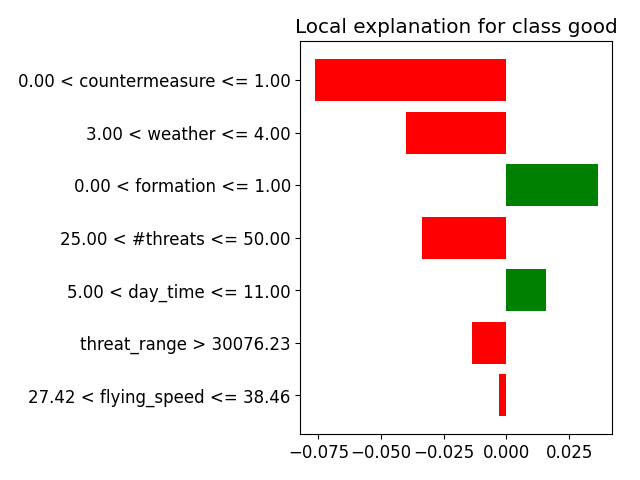 Local explanation for class good
0.00 < countermeasure <= 1.00
3.00 < weather <= 4.00
0.00 < formation <= 1.00
25.00 < #threats <= 50.00
5.00 < day_time <= 11.00
threat_range > 30076.23
27.42 < flying_speed <= 38.46
−0.075 −0.050 −0.025 0.000 0.025